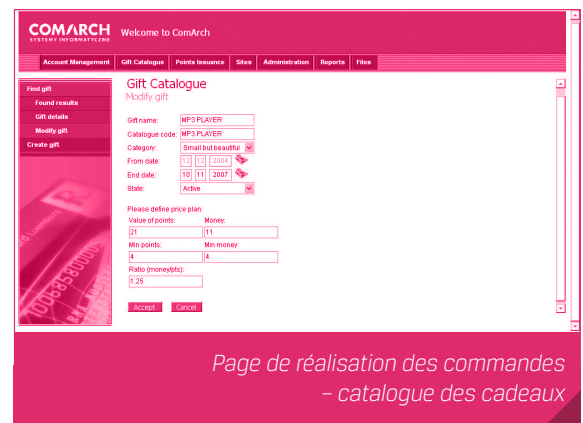 COMARCH
SYSTEMY INFORMATYCZNE
Welcome to ComArch
Account Management Gift Catalogue Points Issuance Sites Administration Reports Files
Find gift
Found results
Gift details
Modify gift
Create gift
Gift Catalogue
Modify gift
Gift name: MP3 PLAYER
Catalogue code: MP3 PLAYER
Category: Small but beautiful
From date: 12 12 2004
End date: 10 11 2007
State: Active
Please define price plan:
Value of points: Money:
21 11
Min points: Min money:
4 4
Ratio (money/pts):
1.25
Accept Cancel
Page de réalisation des commandes
– catalogue des cadeaux